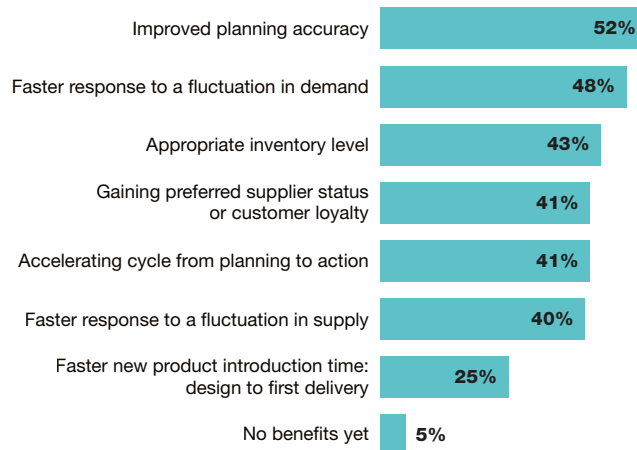 Improved planning accuracy 52%
Faster response to a fluctuation in demand 48%
Appropriate inventory level 43%
Gaining preferred supplier status
or customer loyalty 41%
Accelerating cycle from planning to action 41%
Faster response to a fluctuation in supply 40%
Faster new product introduction time:
design to first delivery 25%
No benefits yet 5%